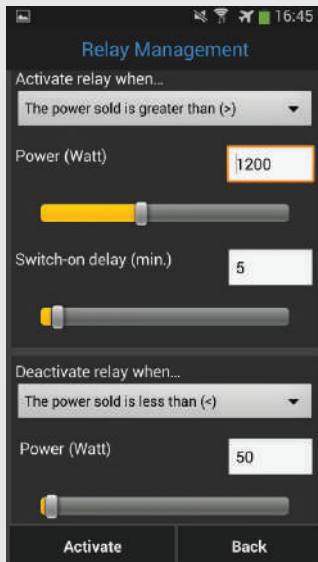 16:45
Relay Management
Activate relay when...
The power sold is greater than (>)
Power (Watt)
1200
Switch-on delay (min.)
5
Deactivate relay when...
The power sold is less than (<)
Power (Watt)
50
Activate
Back